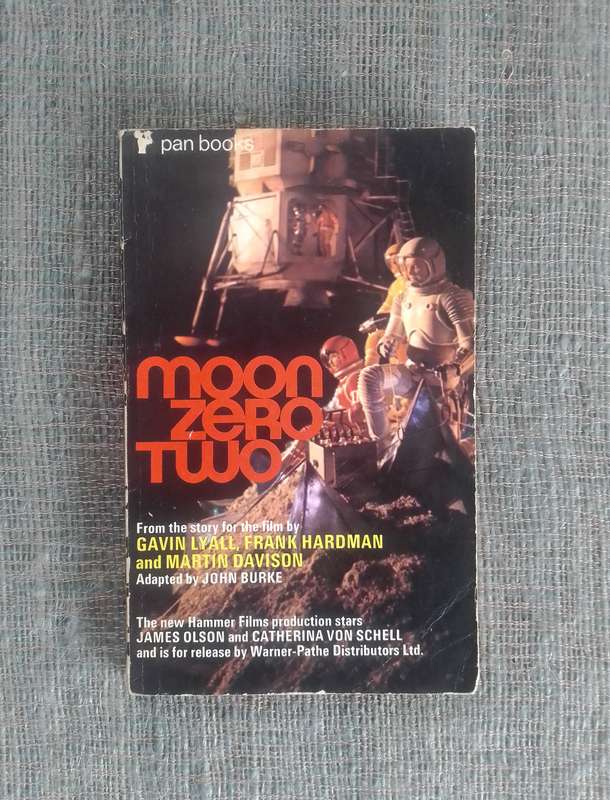 pan books
moon
zero
two
From the story for the film by
GAVIN LYALL, FRANK HARDMAN
and MARTIN DAVISON
Adapted by JOHN BURKE
The new Hammer Films production stars
JAMES OLSON and CATHERINA VON SCHELL
and is for release by Warner-Pathe Distributors Ltd.